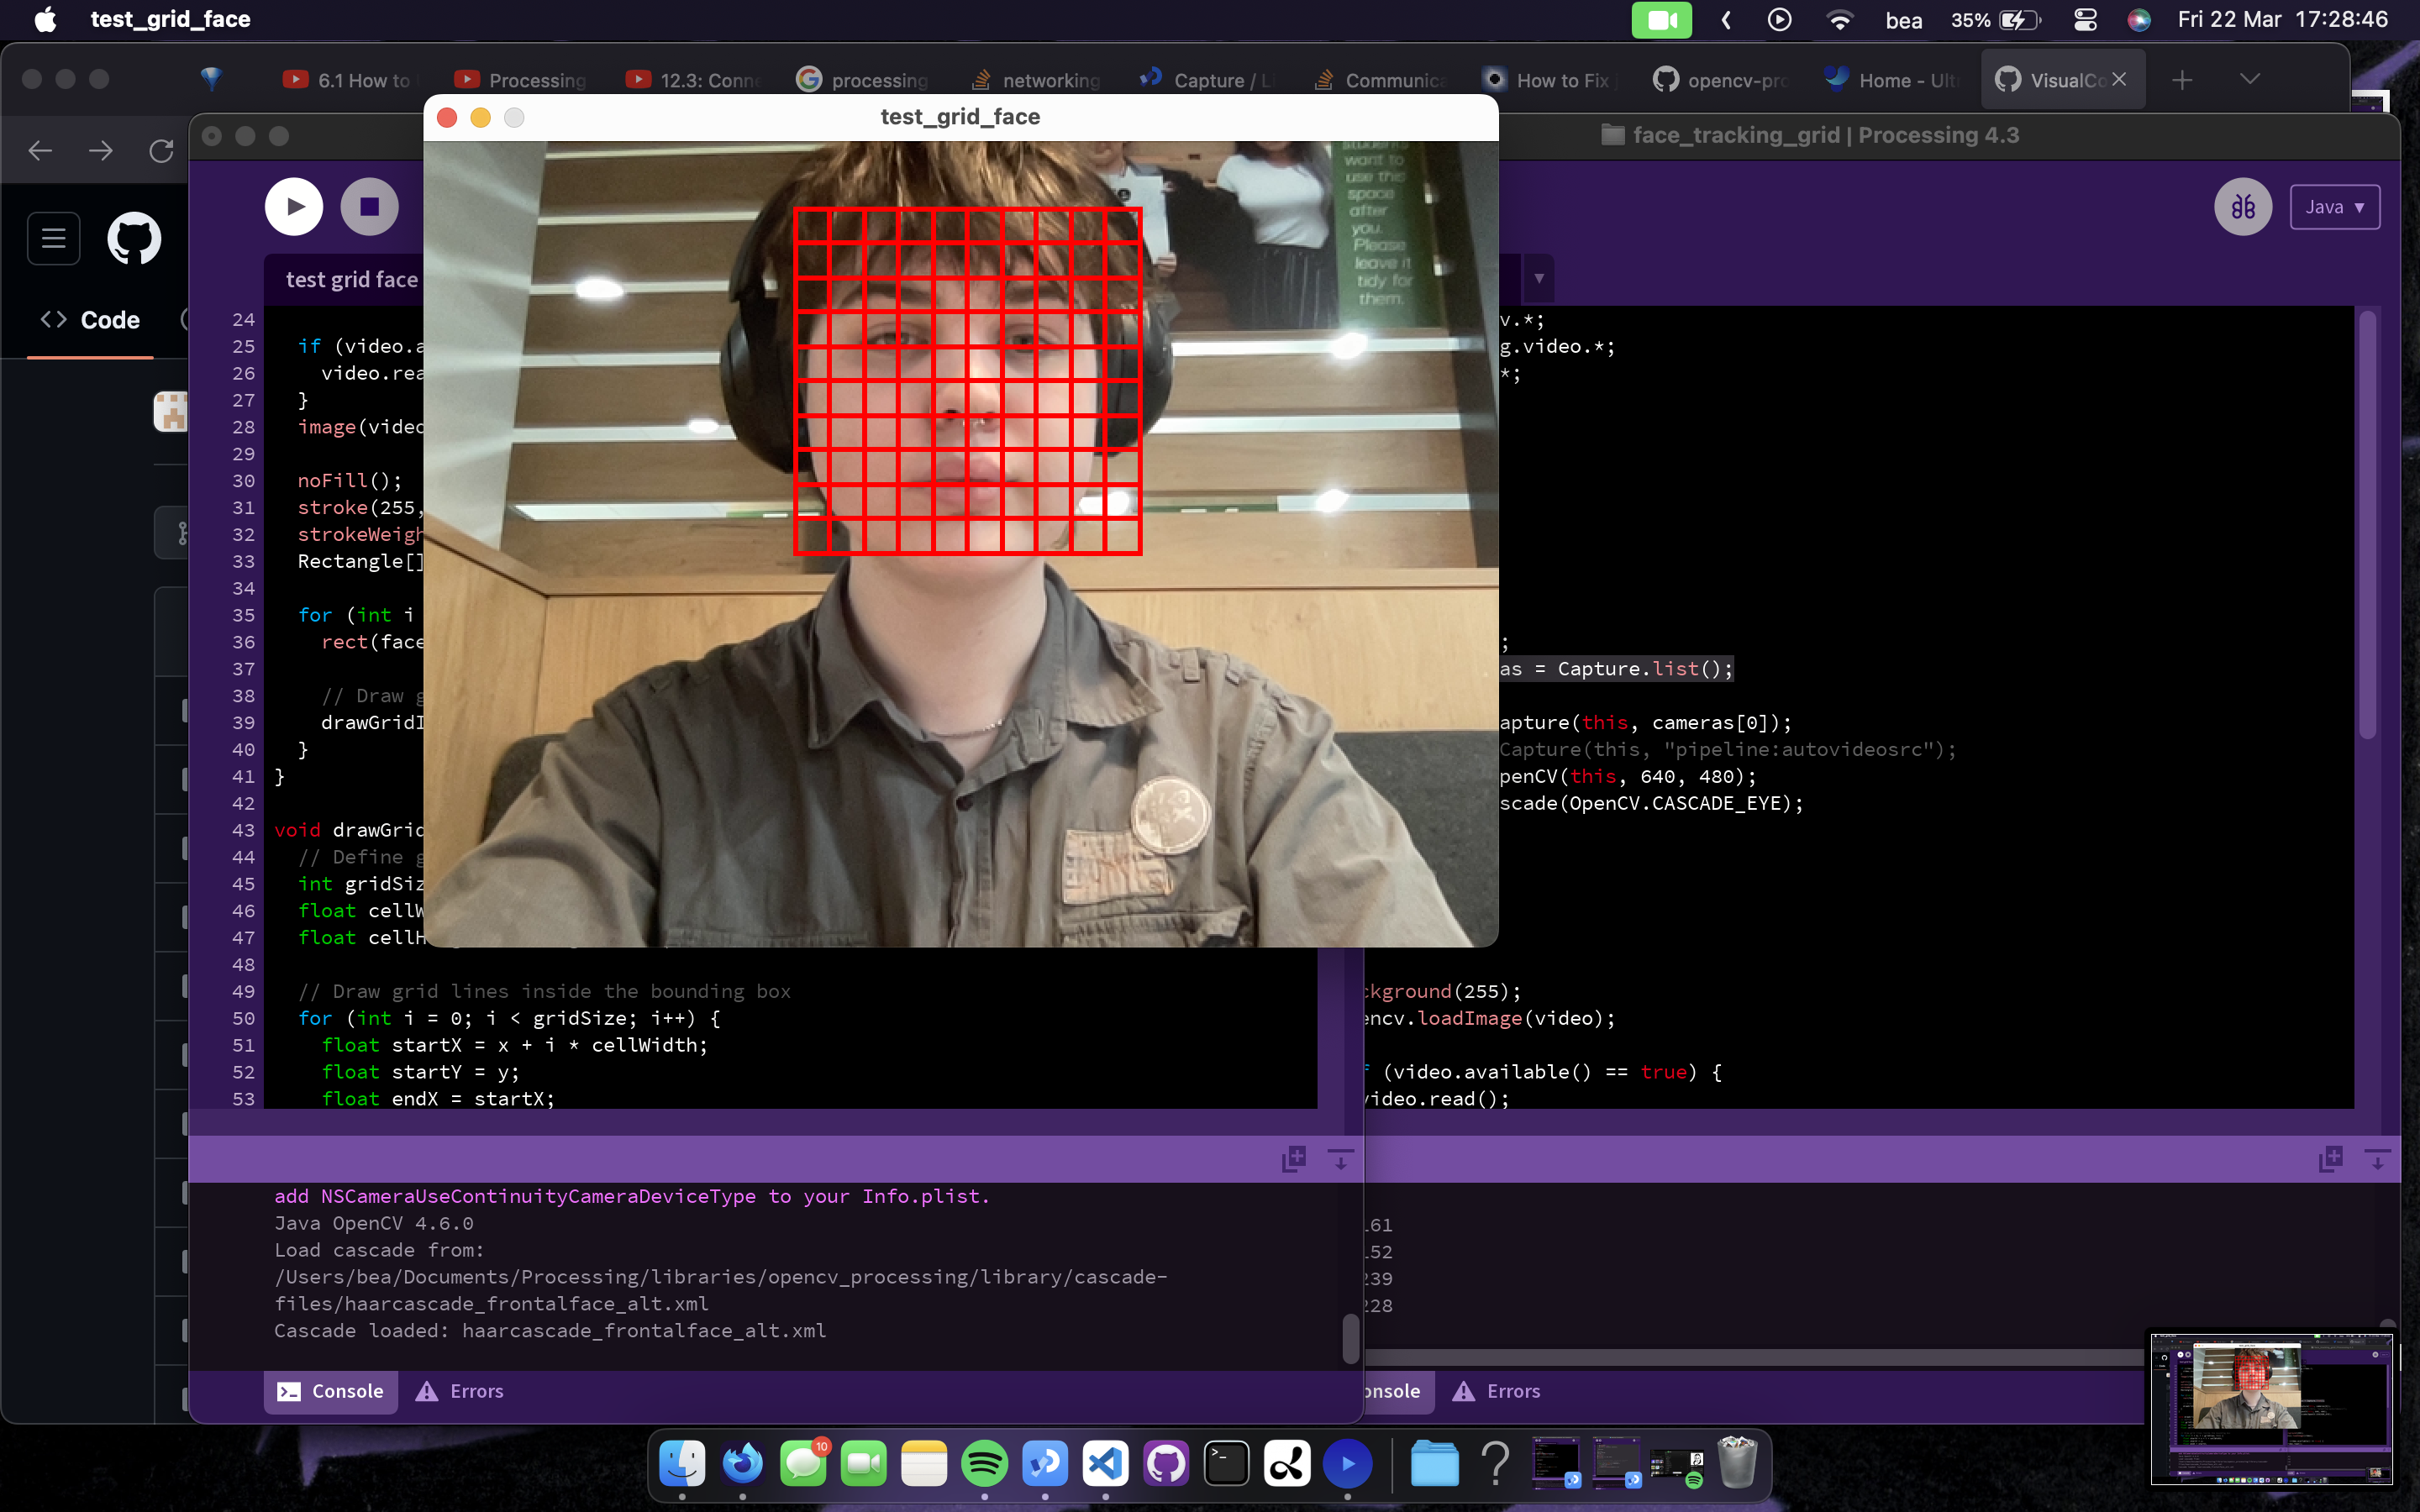 test_grid_face
bea
35%
Fri 22 Mar 17:28:46
6.1 How to
Processing
12.3: Conne
processing
networking
Capture / Li
Communica
How to Fix
opencv-pro
Home - Ult
VisualCo
test_grid_face
face_tracking_grid | Processing 4.3
Java
Code
test grid face
want to
use this
space
after
you.
Please
leave it
tidy for
them.
24
25 if (video.a
26 video.rea
27 }
28 image(video
29
30 noFill();
31 stroke(255,
32 strokeWeigh
33 Rectangle[]
34
35 for (int i
36 rect(face
37
38 // Draw g
39 drawGridI
40 }
41 }
42
43 void drawGrid
44 // Define g
45 int gridSiz
46 float cellW
47 float cellH
48
49 // Draw grid lines inside the bounding box
50 for (int i = 0; i < gridSize; i++) {
51 float startX = x + i * cellWidth;
52 float startY = y;
53 float endX = startX;
v.*;
g.video.*;
*;
;
as = Capture.list();
apture(this, cameras[0]);
Capture(this, "pipeline:autovideosrc");
penCV(this, 640, 480);
scade(OpenCV.CASCADE_EYE);
ckground(255);
encv.loadImage(video);
f (video.available() == true) {
video.read();
add NSCameraUseContinuityCameraDeviceType to your Info.plist.
Java OpenCV 4.6.0
Load cascade from:
/Users/bea/Documents/Processing/libraries/opencv_processing/library/cascade-
files/haarcascade_frontalface_alt.xml
Cascade loaded: haarcascade_frontalface_alt.xml
61
52
39
28
Console
Errors
onsole
Errors
10